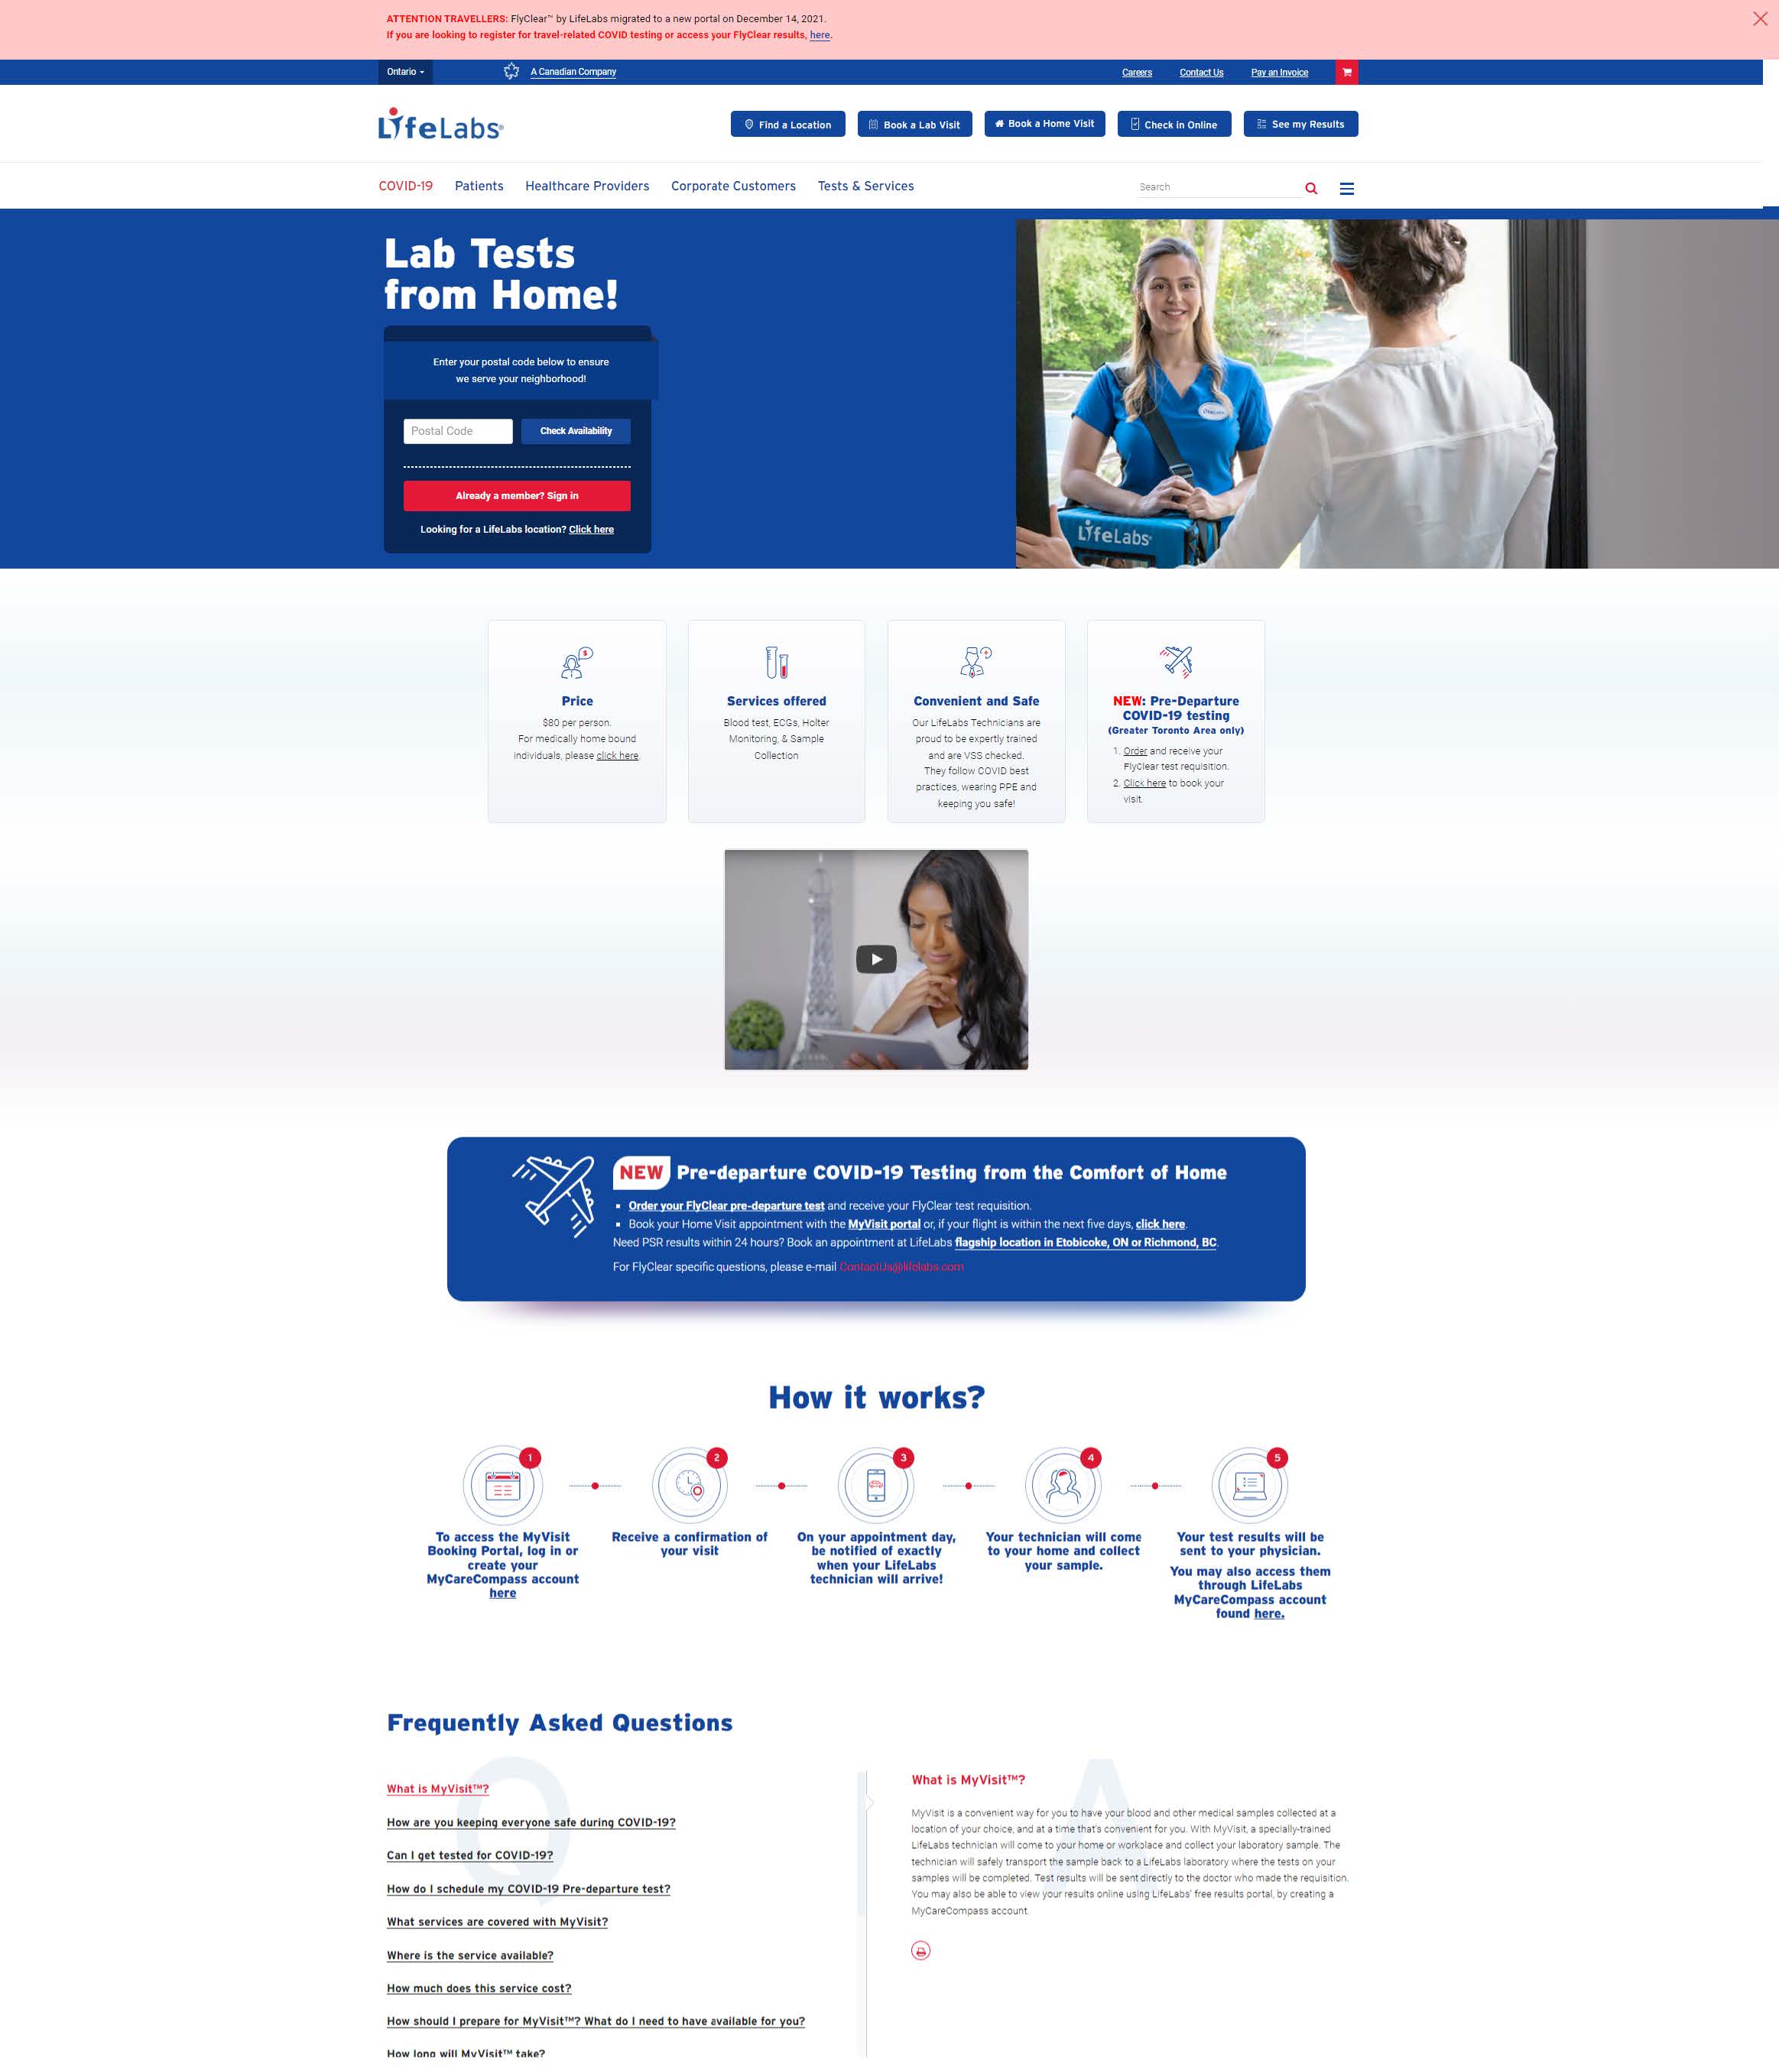 ATTENTION TRAVELLERS: FlyClear™ by LifeLabs migrated to a new portal on December 14, 2021.
If you are looking to register for travel-related COVID testing or access your FlyClear results, here.
Ontario
A Canadian Company
Careers
Contact Us
Pay an Invoice
LifeLabs®
Find a Location
Book a Lab Visit
Book a Home Visit
Check in Online
See my Results
COVID-19
Patients
Healthcare Providers
Corporate Customers
Tests & Services
Search
Lab Tests
from Home!
Enter your postal code below to ensure
we serve your neighborhood!
Postal Code
Check Availability
Already a member? Sign in
Looking for a LifeLabs location? Click here
LifeLabs
LifeLabs
Price
$80 per person.
For medically home bound
individuals, please click here.
Services offered
Blood test, ECGs, Holter
Monitoring, & Sample
Collection
Convenient and Safe
Our LifeLabs Technicians are
proud to be expertly trained
and are VSS checked.
They follow COVID best
practices, wearing PPE and
keeping you safe!
NEW: Pre-Departure
COVID-19 testing
(Greater Toronto Area only)
1. Order and receive your
FlyClear test requisition.
2. Click here to book your
visit.
NEW Pre-departure COVID-19 Testing from the Comfort of Home
▪ Order your FlyClear pre-departure test and receive your FlyClear test requisition.
▪ Book your Home Visit appointment with the MyVisit portal or, if your flight is within the next five days, click here.
Need PSR results within 24 hours? Book an appointment at LifeLabs flagship location in Etobicoke, ON or Richmond, BC.
For FlyClear specific questions, please e-mail ContactUs@lifelabs.com
How it works?
1
To access the MyVisit
Booking Portal, log in or
create your
MyCareCompass account
here
2
Receive a confirmation of
your visit
3
On your appointment day,
be notified of exactly
when your LifeLabs
technician will arrive!
4
Your technician will come
to your home and collect
your sample.
5
Your test results will be
sent to your physician.
You may also access them
through LifeLabs
MyCareCompass account
found here.
Frequently Asked Questions
Q
What is MyVisit™?
How are you keeping everyone safe during COVID-19?
Can I get tested for COVID-19?
How do I schedule my COVID-19 Pre-departure test?
What services are covered with MyVisit?
Where is the service available?
How much does this service cost?
How should I prepare for MyVisit™? What do I need to have available for you?
How long will MyVisit™ take?
A
What is MyVisit™?
MyVisit is a convenient way for you to have your blood and other medical samples collected at a
location of your choice, and at a time that's convenient for you. With MyVisit, a specially-trained
LifeLabs technician will come to your home or workplace and collect your laboratory sample. The
technician will safely transport the sample back to a LifeLabs laboratory where the tests on your
samples will be completed. Test results will be sent directly to the doctor who made the requisition.
You may also be able to view your results online using LifeLabs' free results portal, by creating a
MyCareCompass account.